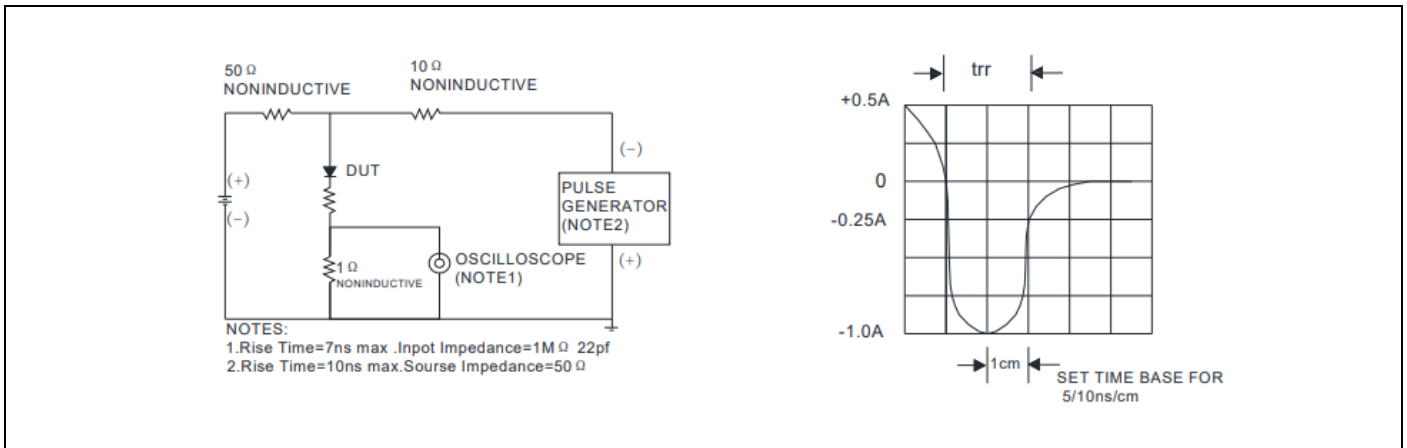 50 Ω
NONINDUCTIVE
10 Ω
NONINDUCTIVE
(+)
(−)
DUT
1 Ω
NONINDUCTIVE
OSCILLOSCOPE
(NOTE1)
(−)
PULSE
GENERATOR
(NOTE2)
(+)
NOTES:
1.Rise Time=7ns max .Inpot Impedance=1M Ω 22pf
2.Rise Time=10ns max.Sourse Impedance=50 Ω
trr
+0.5A
0
-0.25A
-1.0A
1cm
SET TIME BASE FOR
5/10ns/cm